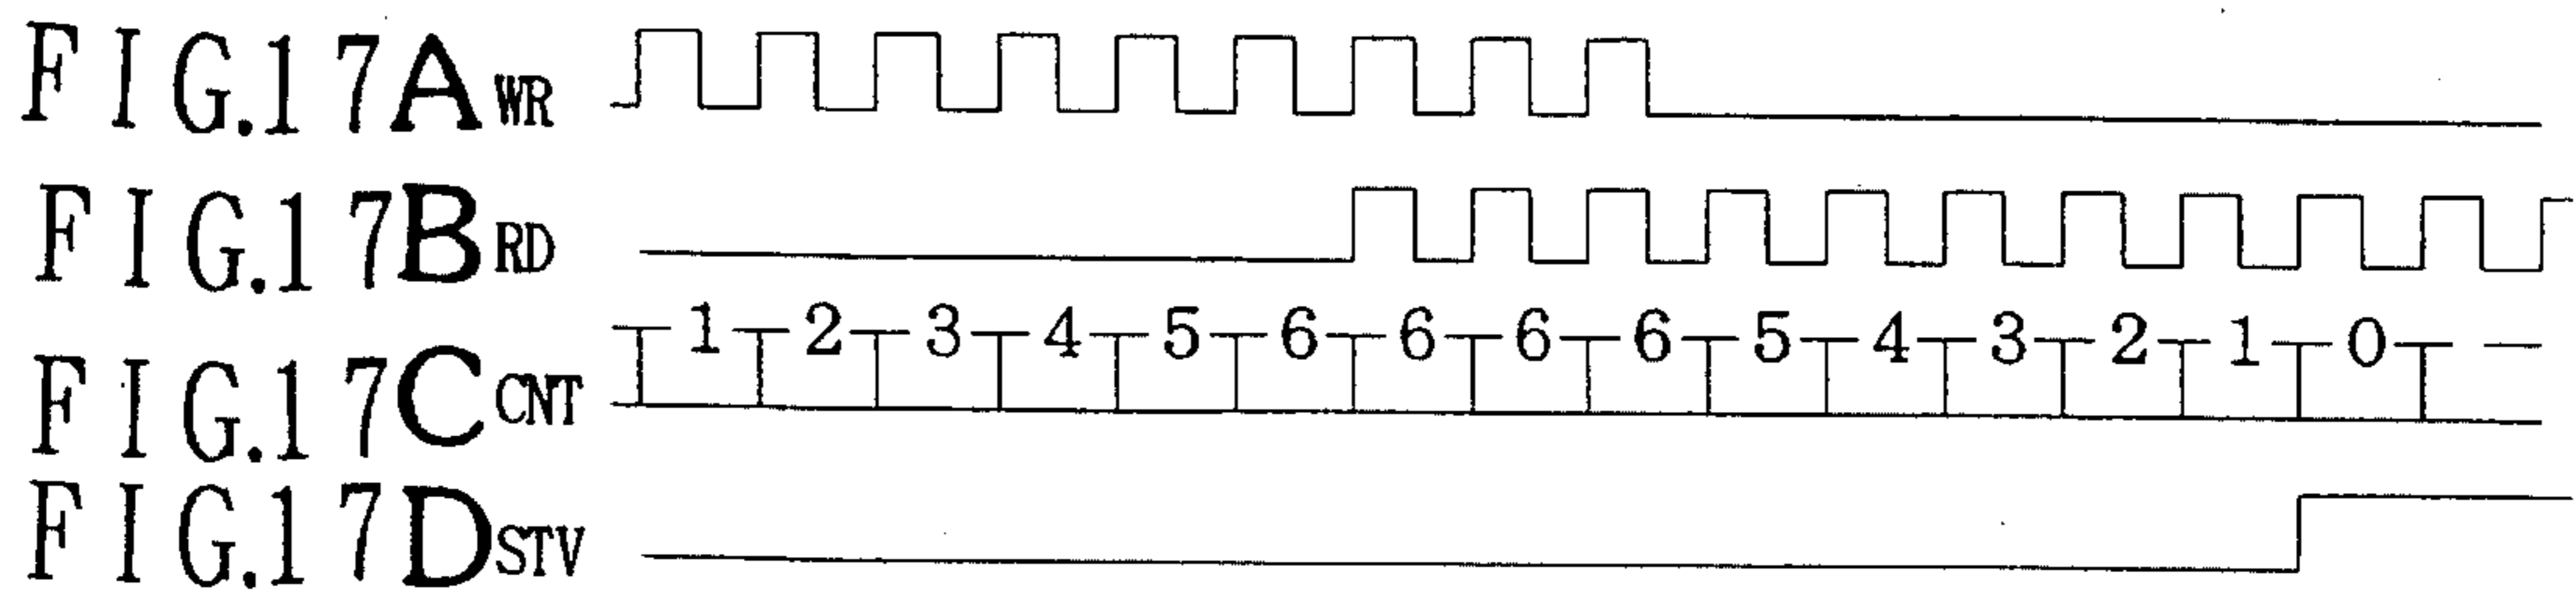 FIG.17A WR
FIG.17B RD
FIG.17C CNT 1 2 3 4 5 6 6 6 6 5 4 3 2 1 0
FIG.17D STV